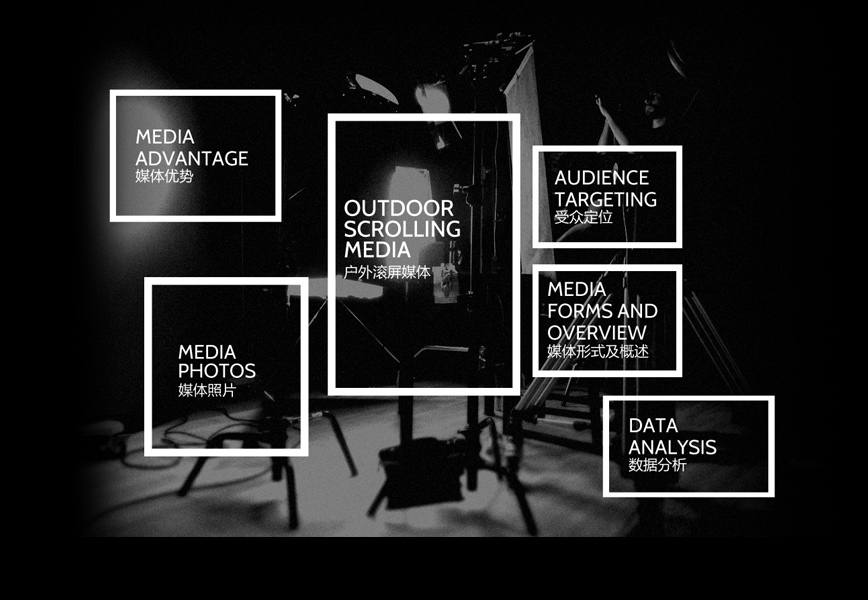 MEDIA
ADVANTAGE
媒体优势
OUTDOOR
SCROLLING
MEDIA
户外滚屏媒体
AUDIENCE
TARGETING
受众定位
MEDIA
FORMS AND
OVERVIEW
媒体形式及概述
MEDIA
PHOTOS
媒体照片
DATA
ANALYSIS
数据分析